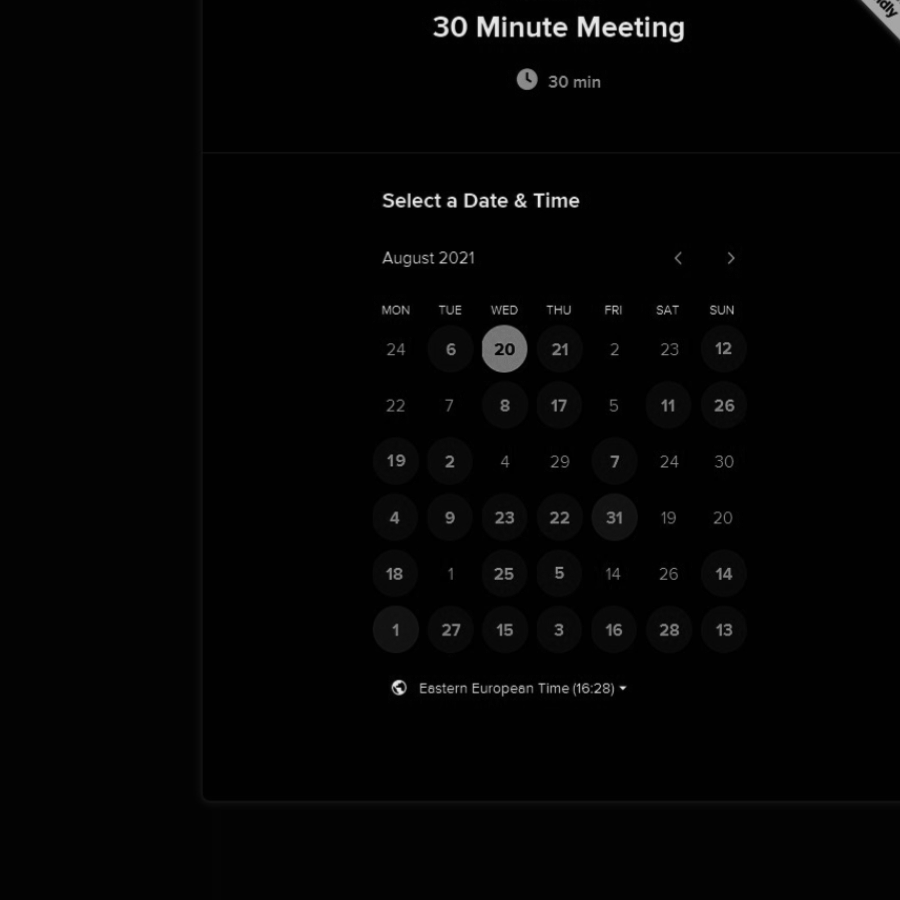 30 Minute Meeting
dly
30 min
Select a Date & Time
August 2021
MON TUE WED THU FRI SAT SUN
24 6 20 21 2 23 12
22 7 8 17 5 11 26
19 2 4 29 7 24 30
4 9 23 22 31 19 20
18 1 25 5 14 26 14
1 27 15 3 16 28 13
Eastern European Time (16:28)